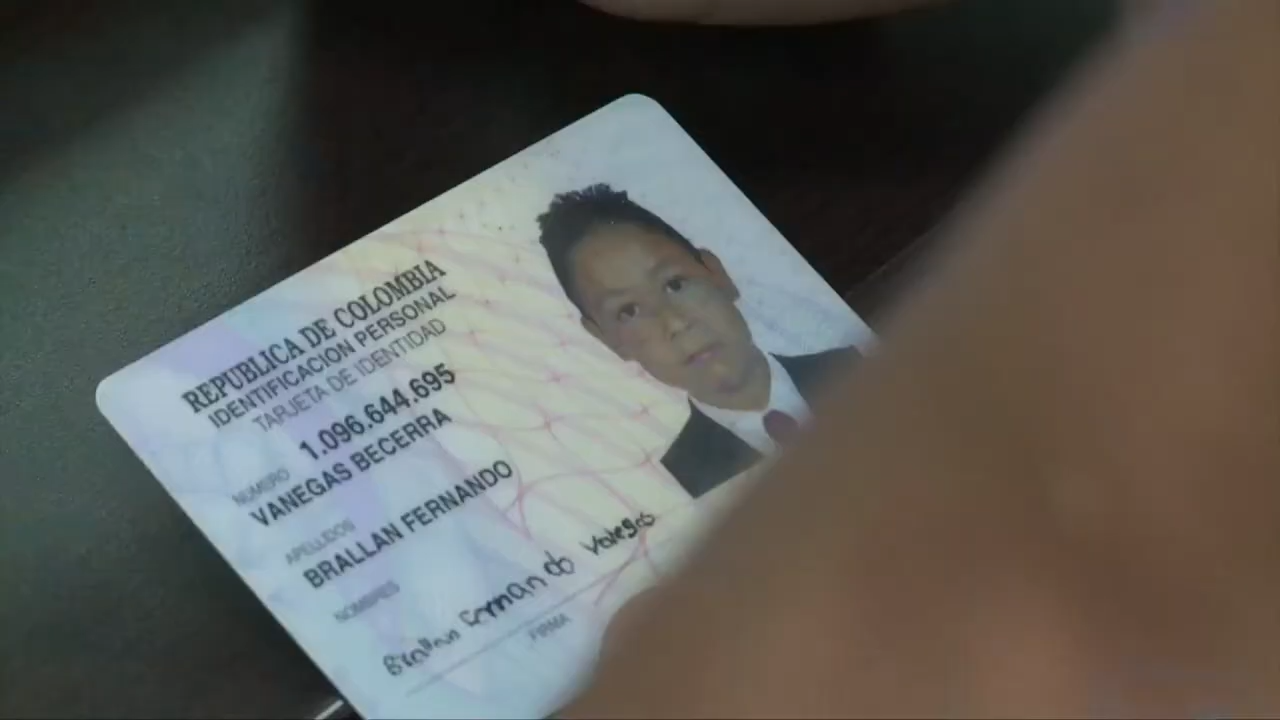 REPUBLICA DE COLOMBIA
IDENTIFICACION PERSONAL
TARJETA DE IDENTIDAD
NUMERO 1.096.644.695
VANEGAS BECERRA
APELLIDOS
BRALLAN FERNANDO
NOMBRES
Brallan Fernando Vanegas
FIRMA